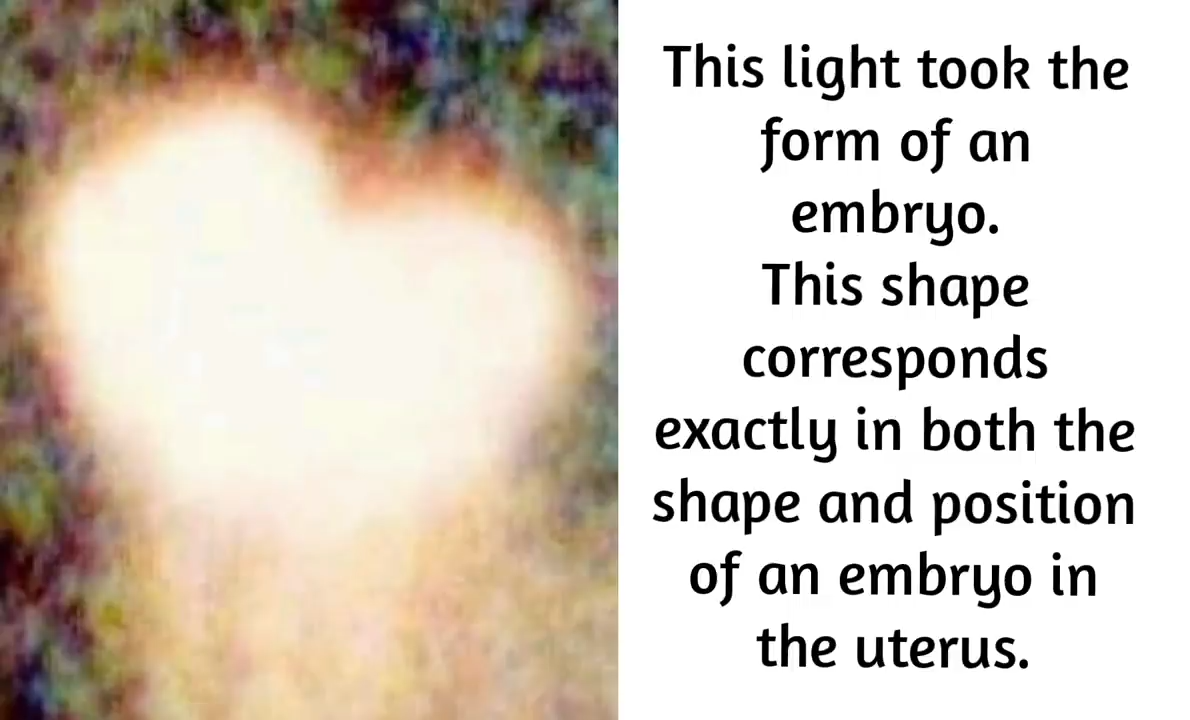 This light took the
form of an
embryo.
This shape
corresponds
exactly in both the
shape and position
of an embryo in
the uterus.